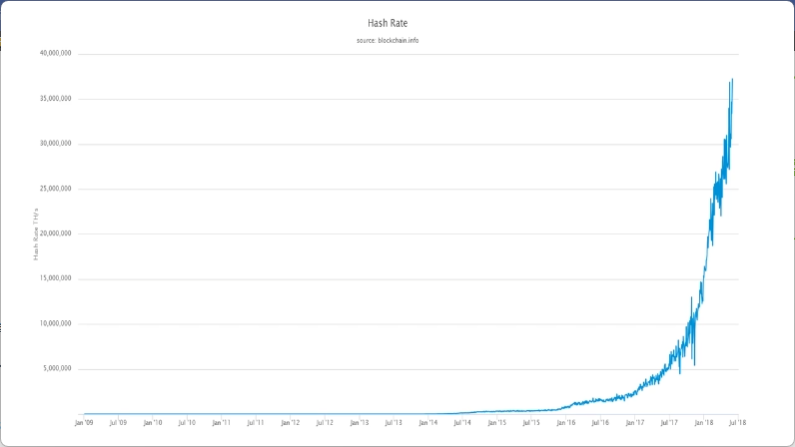 Hash Rate
source: blockchain.info
40,000,000
35,000,000
30,000,000
25,000,000
20,000,000
15,000,000
10,000,000
5,000,000
Hash Rate TH/s
Jan '09 Jul '09 Jan '10 Jul '10 Jan '11 Jul '11 Jan '12 Jul '12 Jan '13 Jul '13 Jan '14 Jul '14 Jan '15 Jul '15 Jan '16 Jul '16 Jan '17 Jul '17 Jan '18 Jul '18